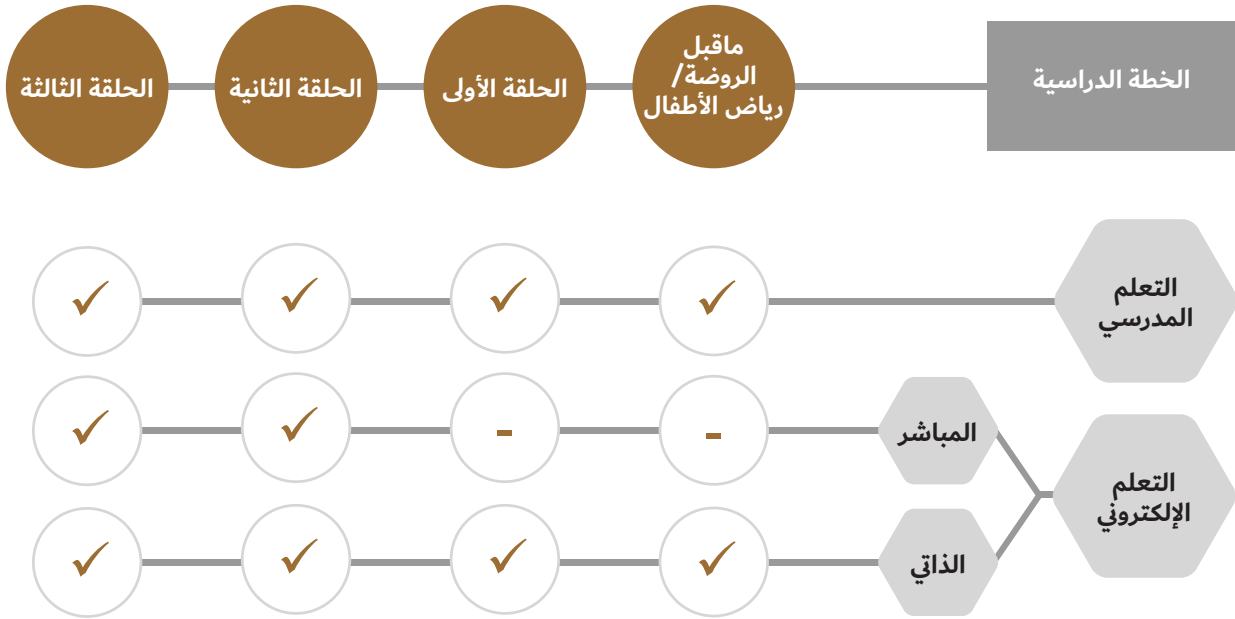 الخطة الدراسية
ماقبل
الروضة/
رياض الأطفال
الحلقة الأولى
الحلقة الثانية
الحلقة الثالثة
التعلم
المدرسي
✓
✓
✓
✓
التعلم
الإلكتروني
المباشر
-
-
✓
✓
الذاتي
✓
✓
✓
✓